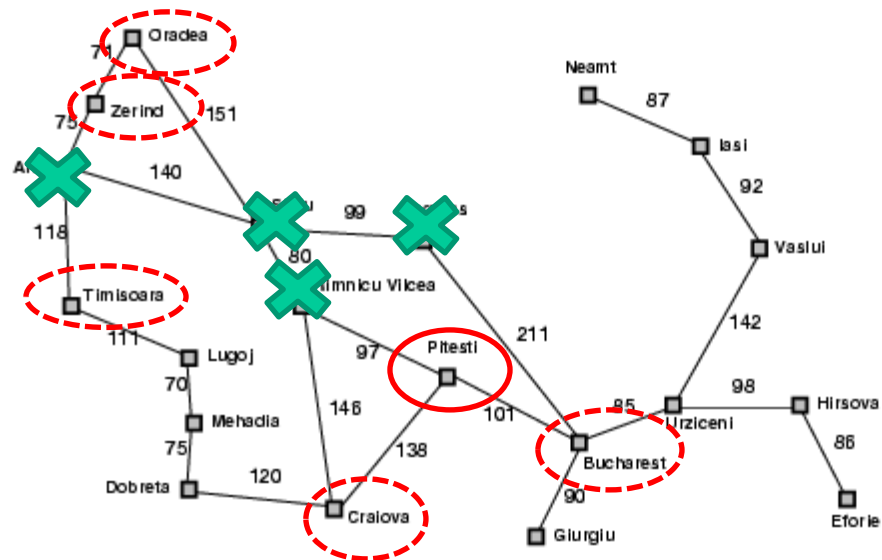 Oradea
71
Neamt
87
Zerind
151
75
Iasi
140
92
99
118
80
Vaslui
Timisoara
111
Lugoj
97
Pitesti
211
142
70
146
101
85
98
Hirsova
Mehadia
Urziceni
75
138
86
Bucharest
Dobreta
120
90
Craiova
Giurgiu
Eforie